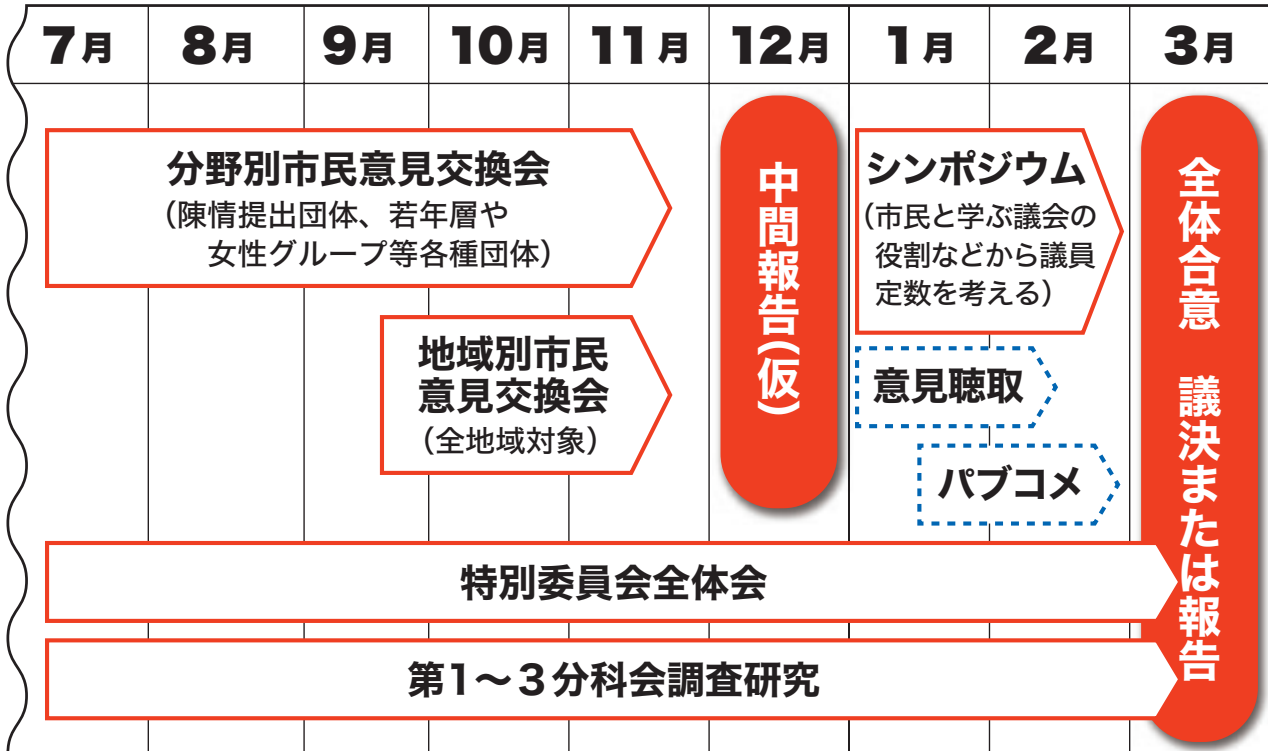 7月 8月 9月 10月 11月 12月 1月 2月 3月
分野別市民意見交換会
（陳情提出団体、若年層や
女性グループ等各種団体）
地域別市民
意見交換会
（全地域対象）
中間報告（仮）
シンポジウム
（市民と学ぶ議会の
役割などから議員
定数を考える）
意見聴取
パブコメ
全体合意　議決または報告
特別委員会全体会
第1〜3分科会調査研究